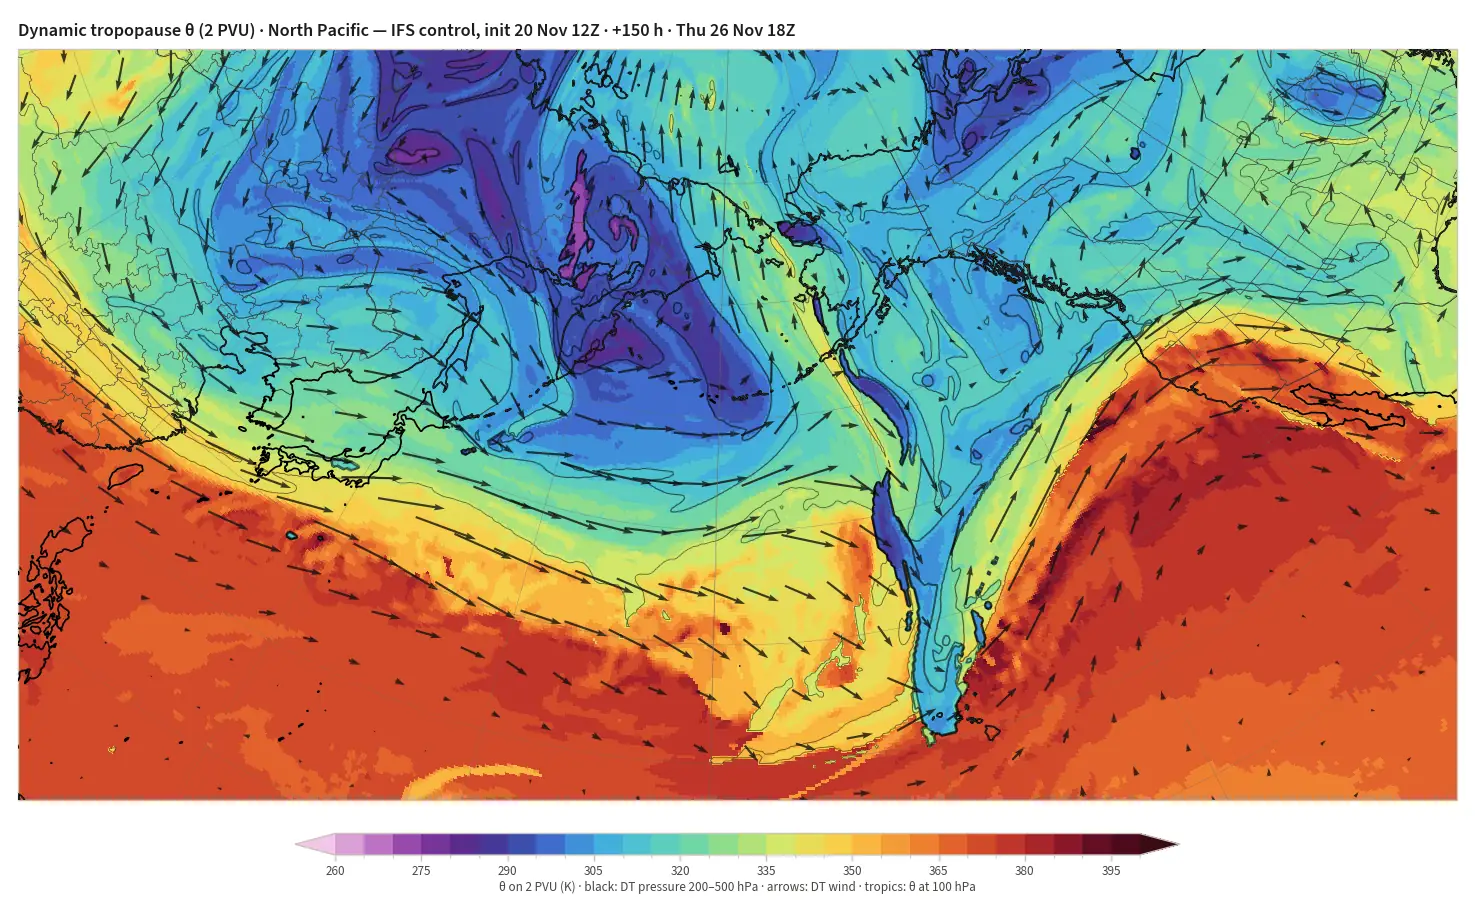 Dynamic tropopause θ (2 PVU) · North Pacific — IFS control, init 20 Nov 12Z · +150 h · Thu 26 Nov 18Z
260 275 290 305 320 335 350 365 380 395
θ on 2 PVU (K) · black: DT pressure 200–500 hPa · arrows: DT wind · tropics: θ at 100 hPa